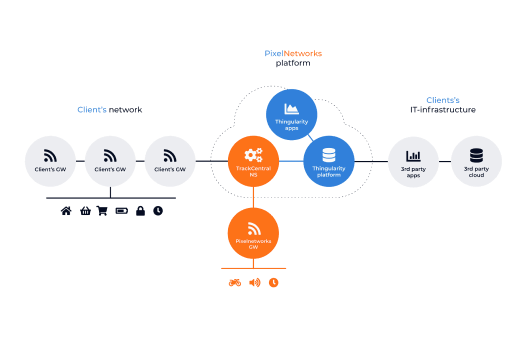 PixelNetworks
platform
Client's network
Clients's
IT-infrastructure
Thingularity
apps
Client's GW
Client's GW
Client's GW
TrackCentral
NS
Thingularity
platform
3rd party
apps
3rd party
cloud
Pixelnetworks
GW